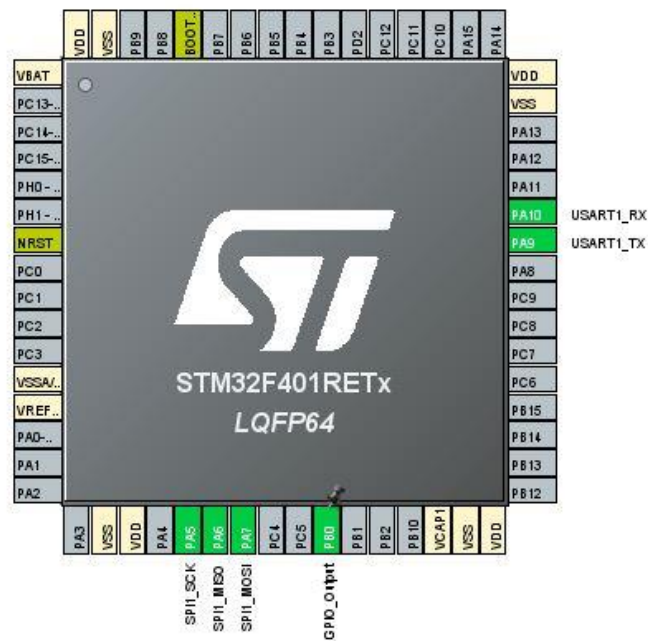 VDD
VSS
PB9
PB8
BOOT..
PB7
PB6
PB5
PB4
PB3
PD2
PC12
PC11
PC10
PA15
PA14
VBAT
PC13-..
PC14-..
PC15-..
PH0-..
PH1-..
NRST
PC0
PC1
PC2
PC3
VSSA/..
VREF..
PA0-..
PA1
PA2
ST
STM32F401RETx
LQFP64
VDD
VSS
PA13
PA12
PA11
PA10 USART1_RX
PA9 USART1_TX
PA8
PC9
PC8
PC7
PC6
PB15
PB14
PB13
PB12
PA3
VSS
VDD
PA4
PA5
PA6
PA7
PC4
PC5
PB0
PB1
PB2
PB10
VCAP1
VSS
VDD
SPI1_SCK
SPI1_MISO
SPI1_MOSI
GPIO_Output